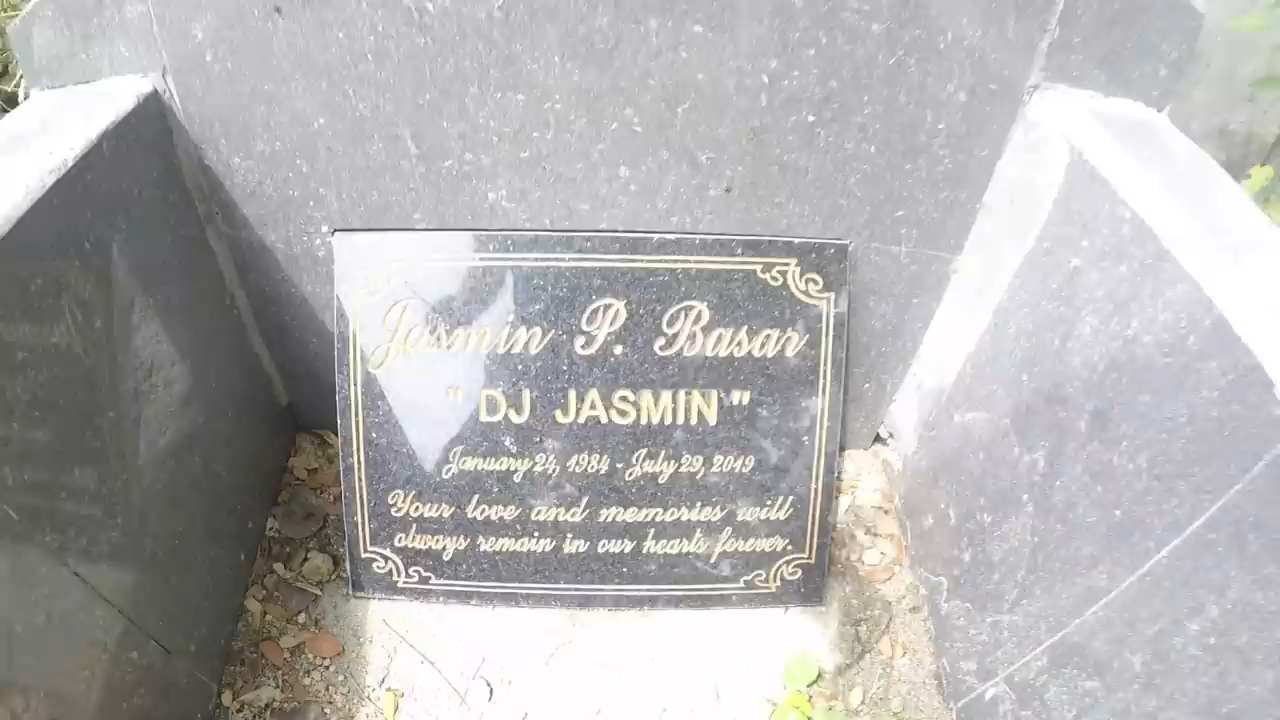 Jasmin P. Basar
"DJ JASMIN"
January 24, 1984 - July 29, 2019
Your love and memories will
always remain in our hearts forever.